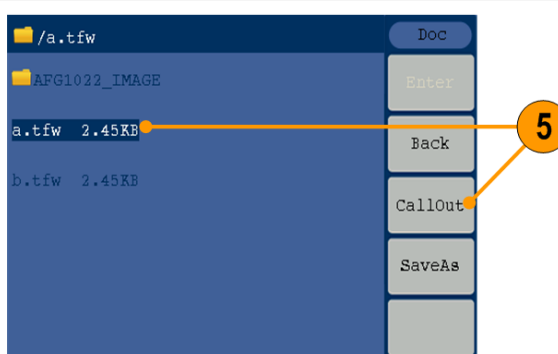 /a.tfw
Doc
AFG1022_IMAGE
Enter
a.tfw 2.45KB
Back
5
b.tfw 2.45KB
CallOut
SaveAs